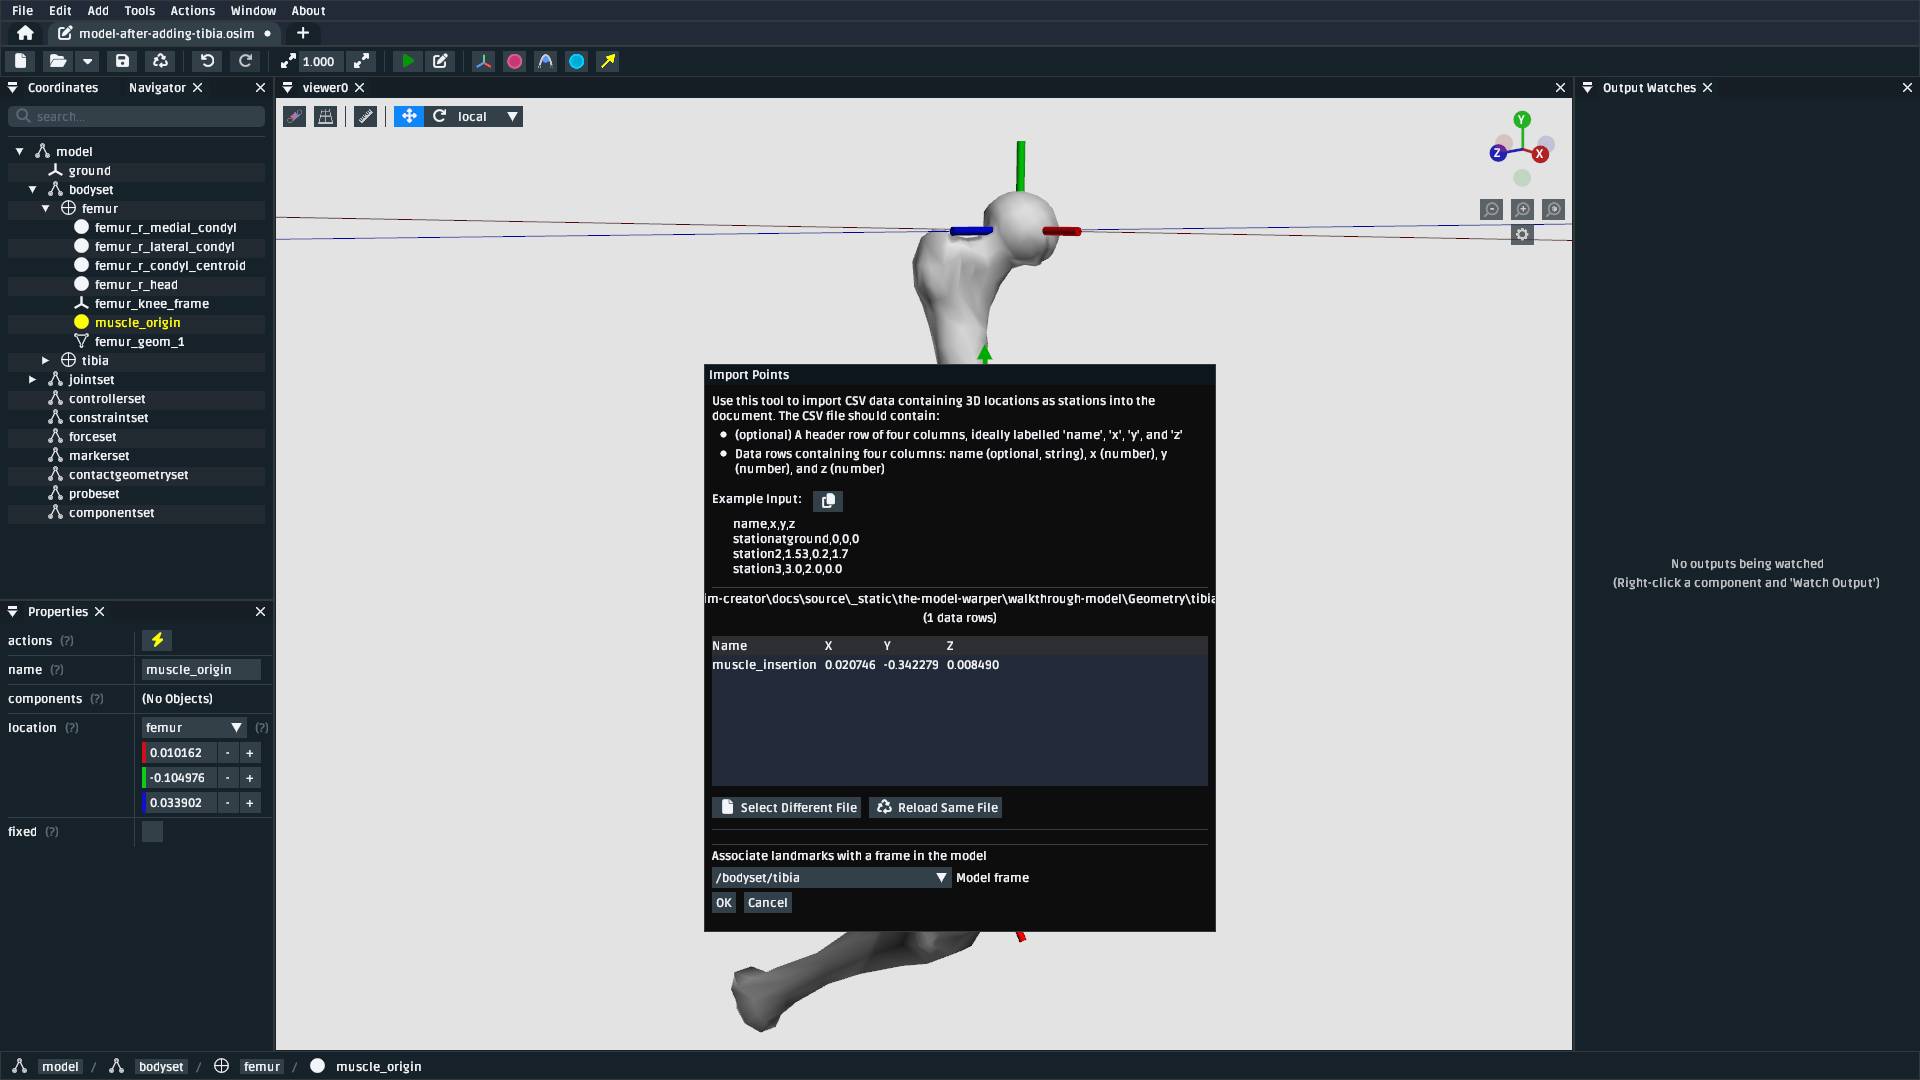 File Edit Add Tools Actions Window About
model-after-adding-tibia.osim
1.000
Coordinates Navigator
search...
model
ground
bodyset
femur
femur_r_medial_condyl
femur_r_lateral_condyl
femur_r_condyl_centroid
femur_r_head
femur_knee_frame
muscle_origin
femur_geom_1
tibia
jointset
controllerset
constraintset
forceset
markerset
contactgeometryset
probeset
componentset
Properties
actions (?)
name (?) muscle_origin
components (?) (No Objects)
location (?) femur (?)
0.010162 - +
-0.104976 - +
0.033902 - +
fixed (?)
viewer0
local
Y
Z X
Import Points
Use this tool to import CSV data containing 3D locations as stations into the
document. The CSV file should contain:
(optional) A header row of four columns, ideally labelled 'name', 'x', 'y', and 'z'
Data rows containing four columns: name (optional, string), x (number), y
(number), and z (number)
Example Input:
name,x,y,z
stationatground,0,0,0
station2,1.53,0.2,1.7
station3,3.0,2.0,0.0
im-creator\docs\source\_static\the-model-warper\walkthrough-model\Geometry\tibia
(1 data rows)
Name X Y Z
muscle_insertion 0.020746 -0.342279 0.008490
Select Different File Reload Same File
Associate landmarks with a frame in the model
/bodyset/tibia Model frame
OK Cancel
Output Watches
No outputs being watched
(Right-click a component and 'Watch Output')
model / bodyset / femur / muscle_origin